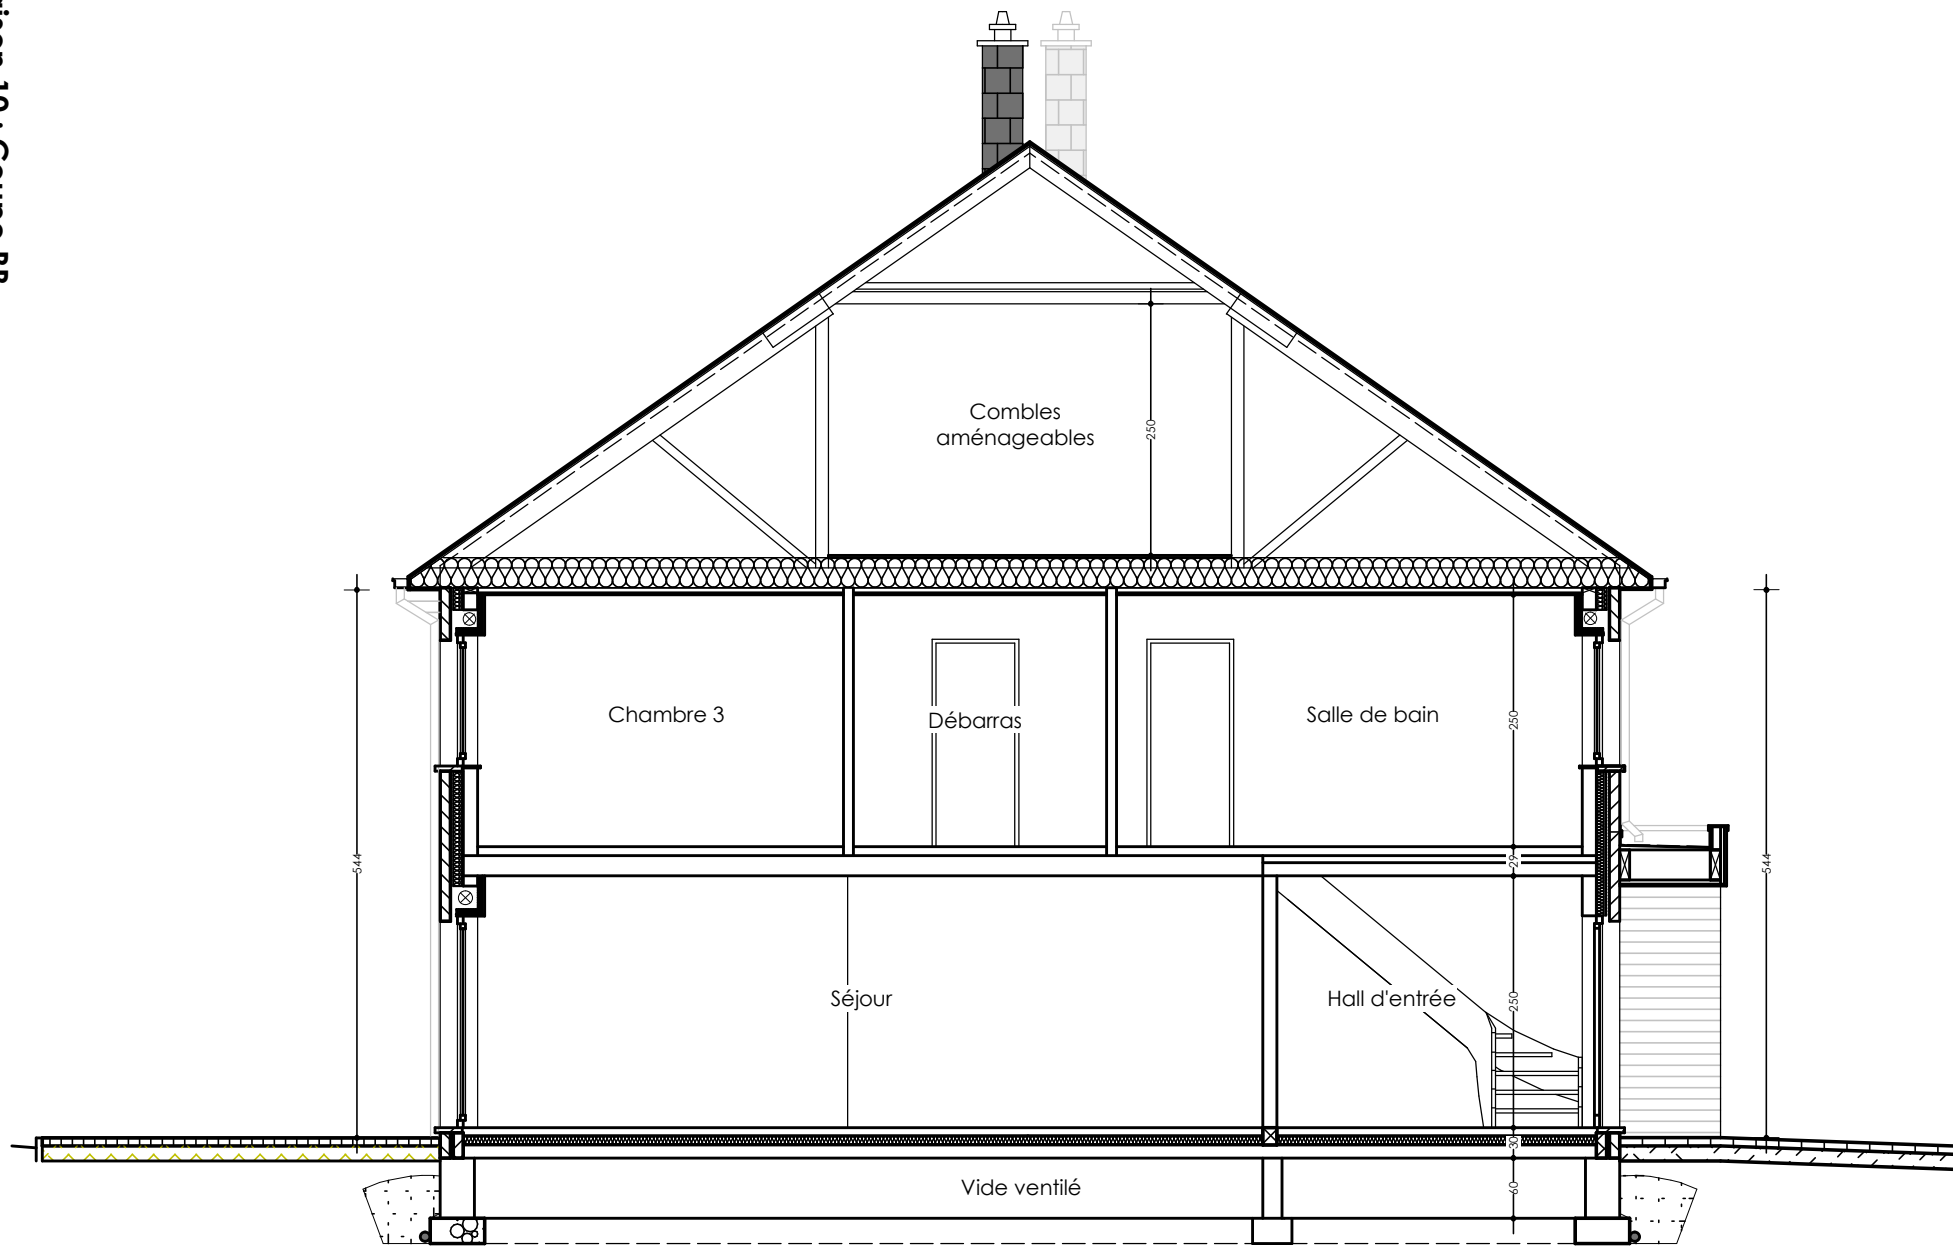 Combles
aménageables
250
Chambre 3
Débarras
Salle de bain
250
544
29
544
Séjour
Hall d'entrée
250
30
Vide ventilé
60